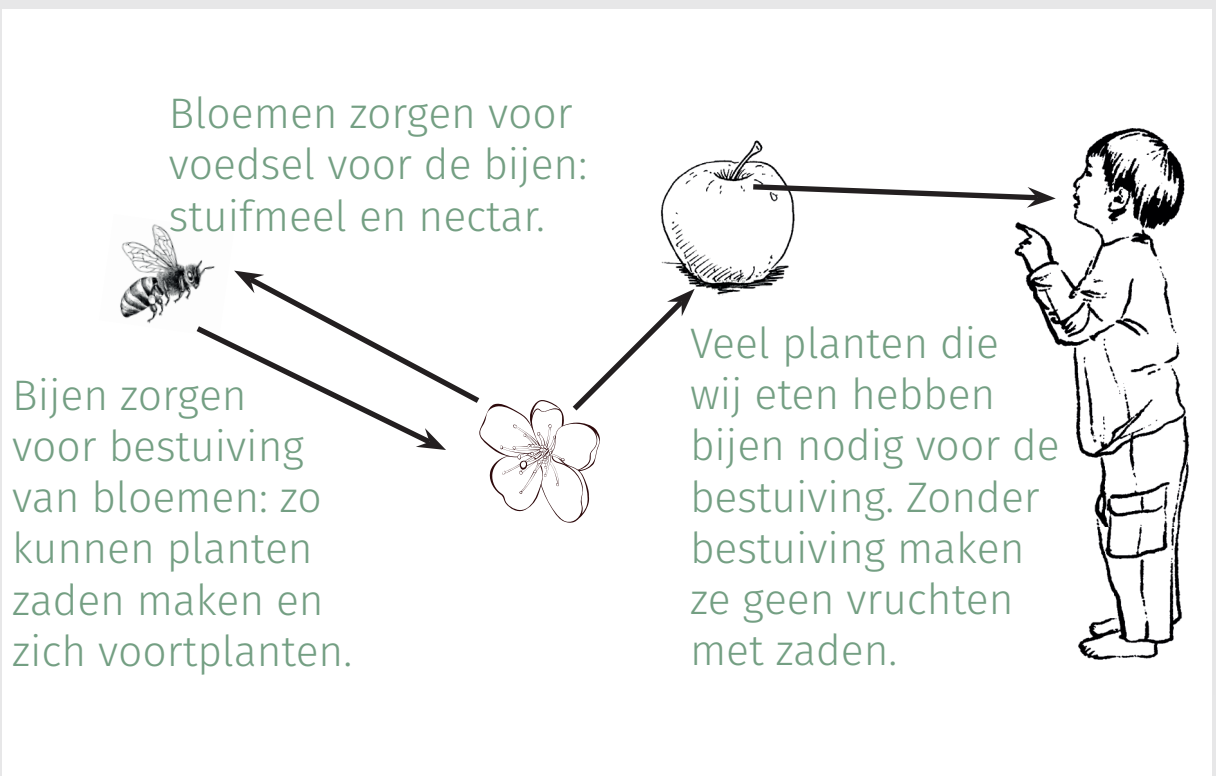 Bloemen zorgen voor
voedsel voor de bijen:
stuifmeel en nectar.
Bijen zorgen
voor bestuiving
van bloemen: zo
kunnen planten
zaden maken en
zich voortplanten.
Veel planten die
wij eten hebben
bijen nodig voor de
bestuiving. Zonder
bestuiving maken
ze geen vruchten
met zaden.